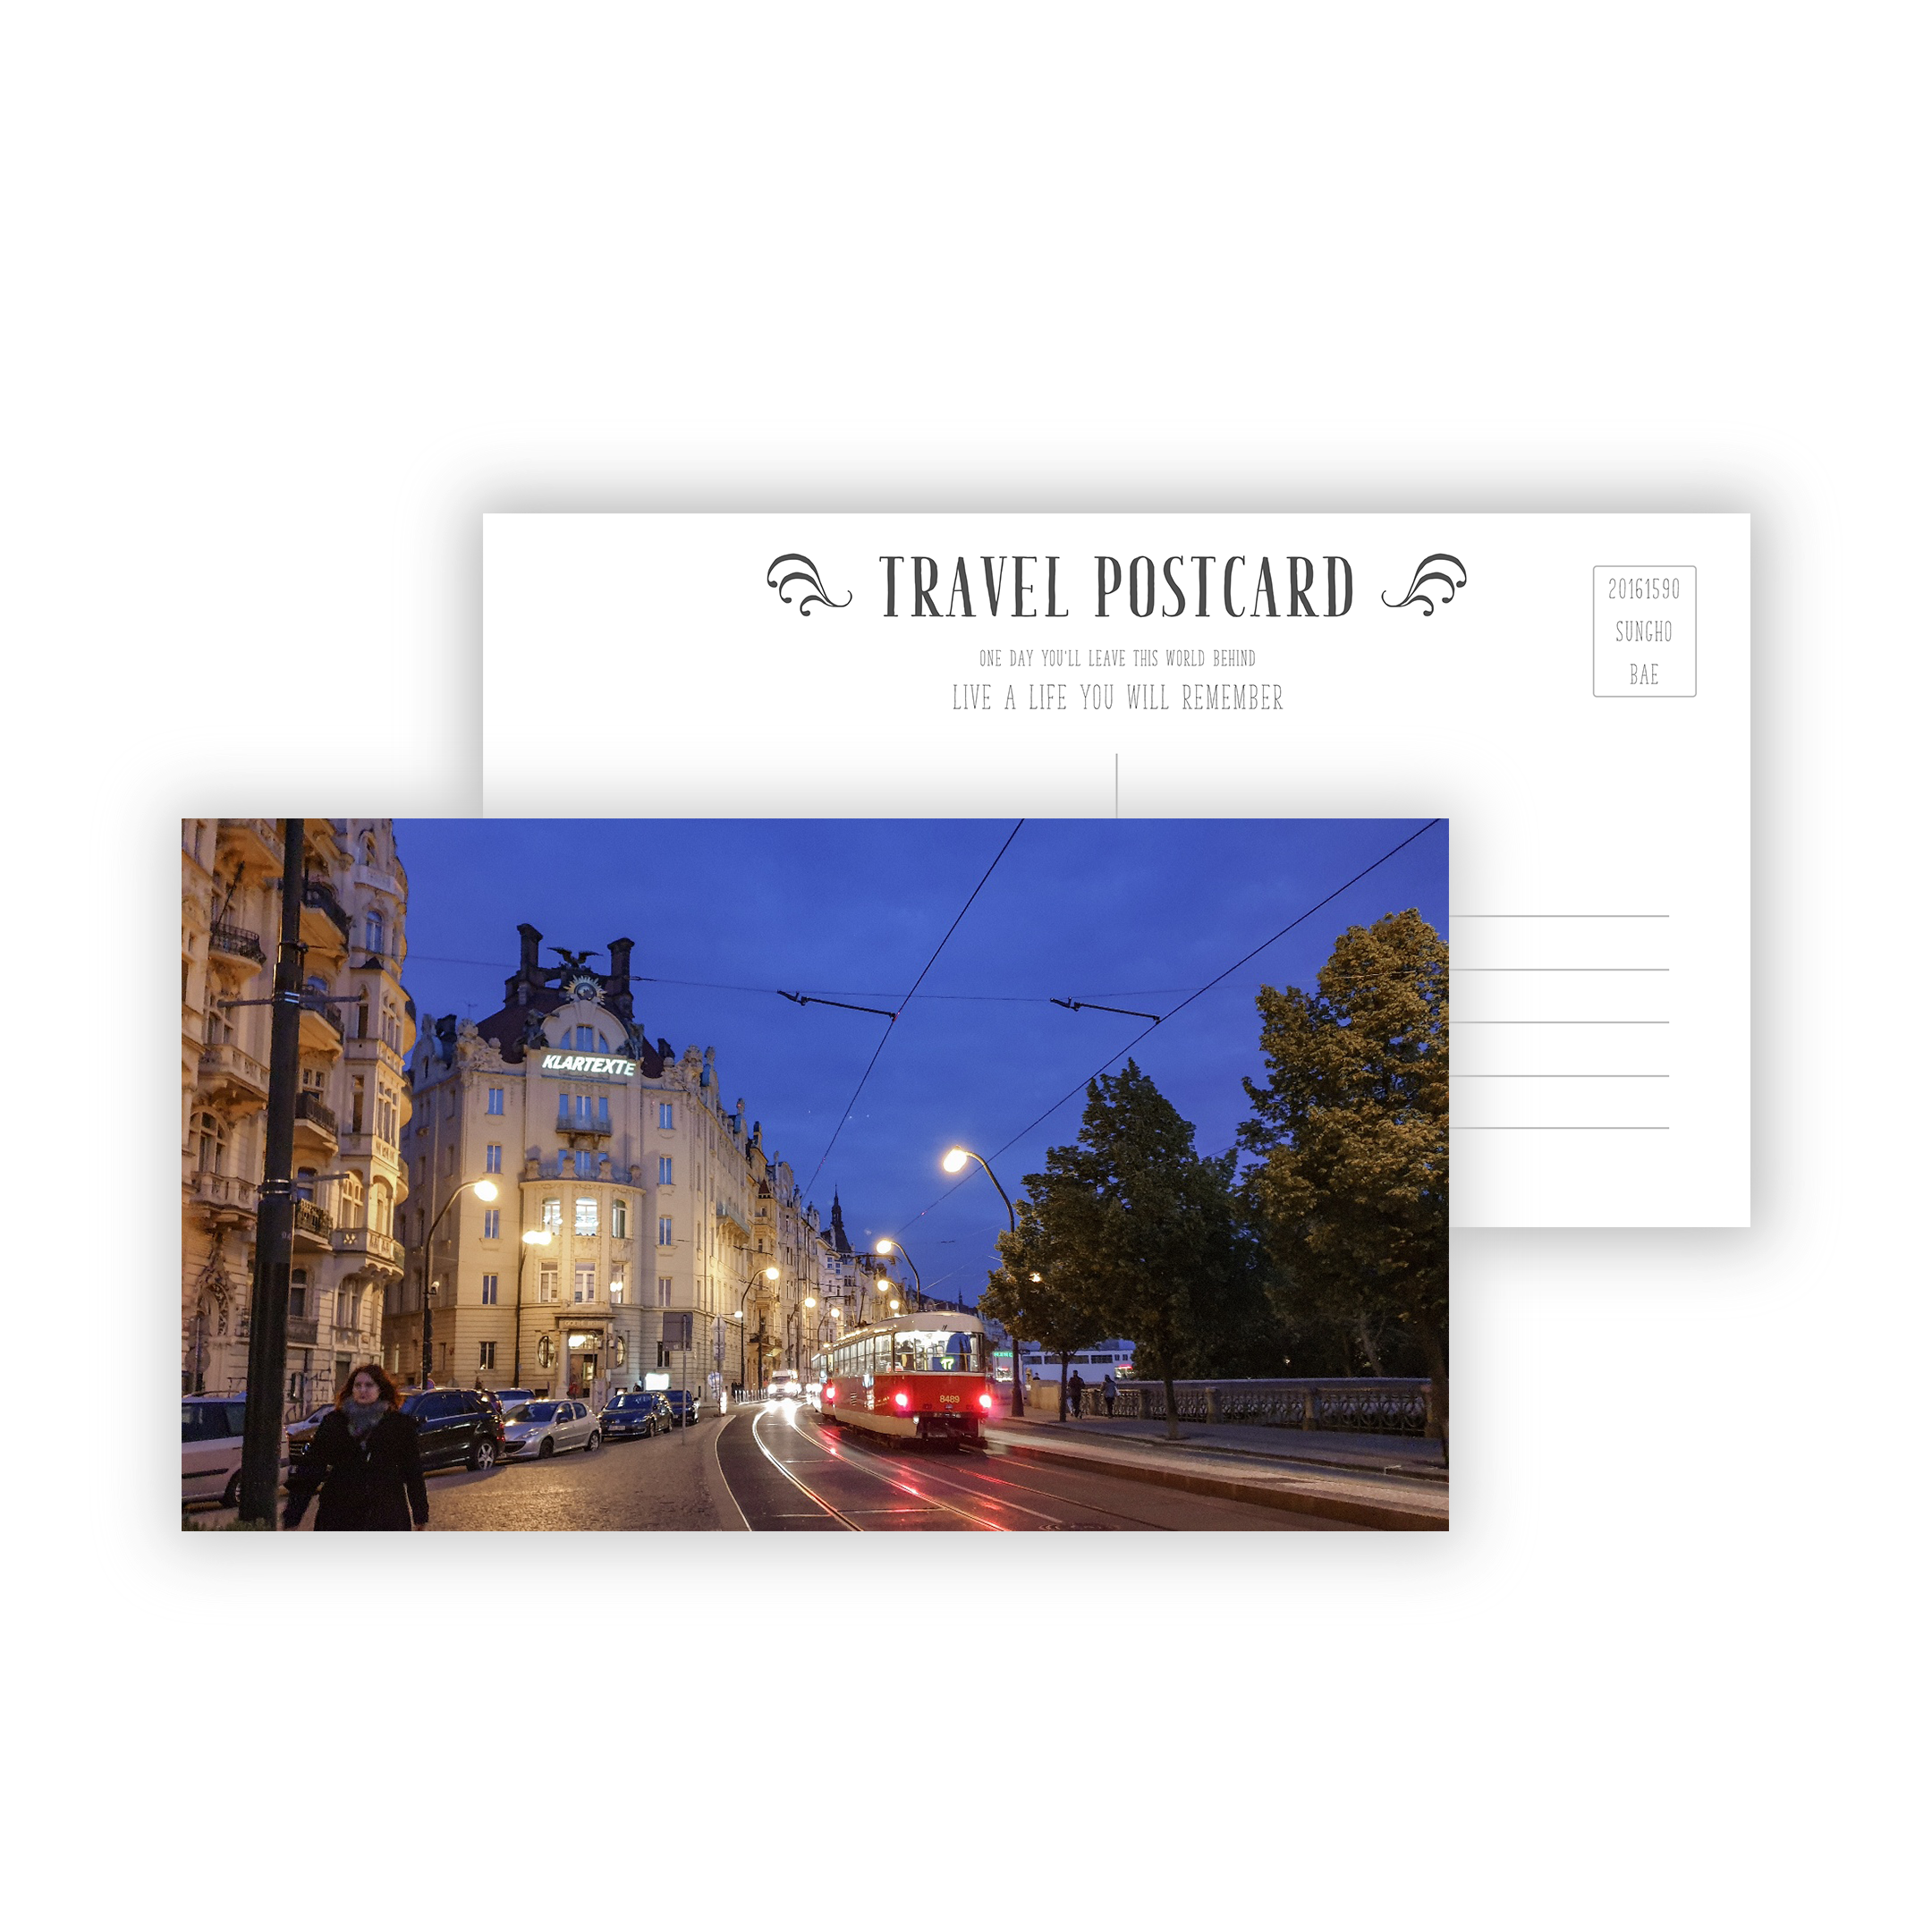 TRAVEL POSTCARD
ONE DAY YOU'LL LEAVE THIS WORLD BEHIND
LIVE A LIFE YOU WILL REMEMBER
20161590
SUNGHO
BAE
KLARTEXTE
17
8489